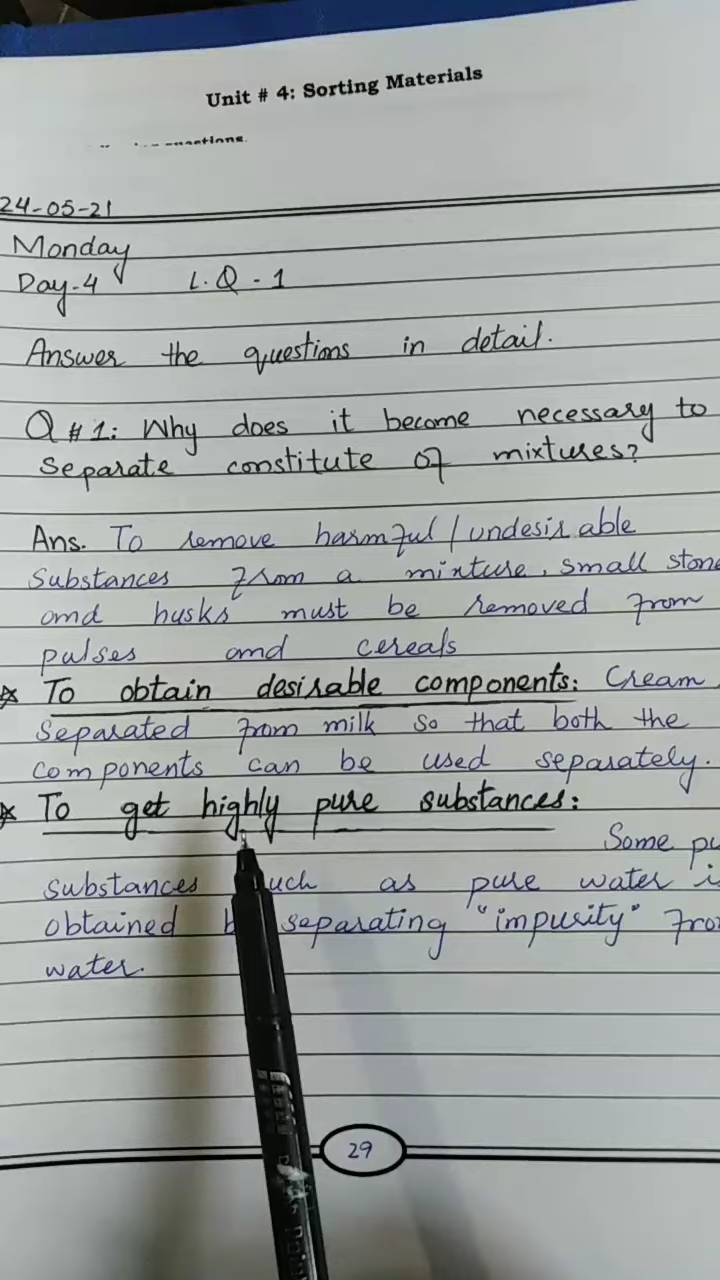 Unit # 4: Sorting Materials
24-05-21
Monday
Day-4 L.Q-1
Answer the questions in detail.
Q #1: Why does it become necessary to
separate constitute of mixtures?
Ans. To remove harmful/undesirable
substances from a mixture, small stone
and husks must be removed from
pulses and cereals
* To obtain desirable components: Cream
separated from milk so that both the
components can be used separately.
* To get highly pure substances:
Some pu
substances such as pure water is
obtained by separating "impurity" from
water.
29